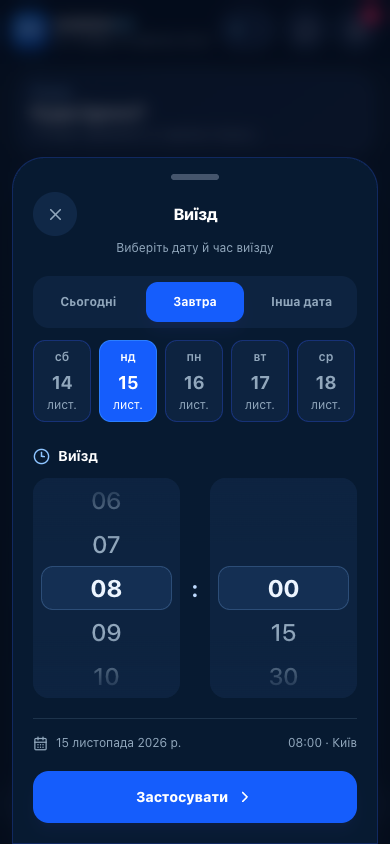 Виїзд
Виберіть дату й час виїзду
Сьогодні Завтра Інша дата
сб нд пн вт ср
14 15 16 17 18
лист. лист. лист. лист. лист.
Виїзд
06
07
08 : 00
09 15
10 30
15 листопада 2026 р. 08:00 · Київ
Застосувати